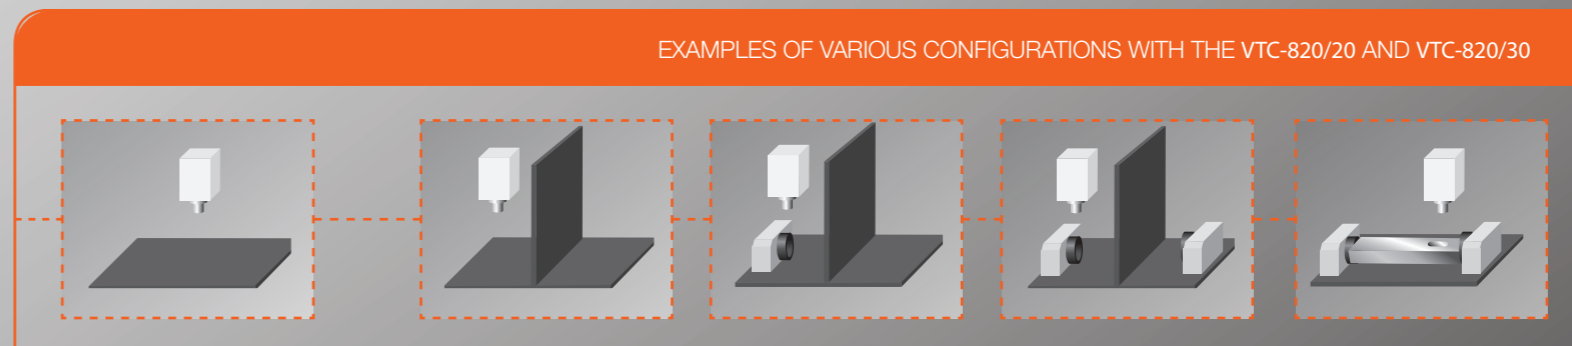 EXAMPLES OF VARIOUS CONFIGURATIONS WITH THE VTC-820/20 AND VTC-820/30